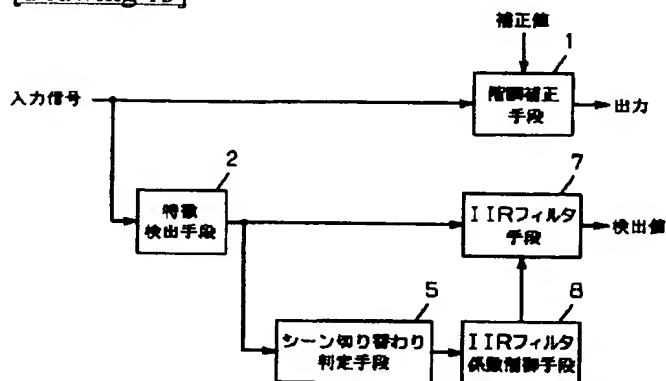 補正値
1
入力信号
階調補正
手段
出力
2
7
特徴
検出手段
IIRフィルタ
手段
検出値
5
8
シーン切り替わり
判定手段
IIRフィルタ
係数制御手段